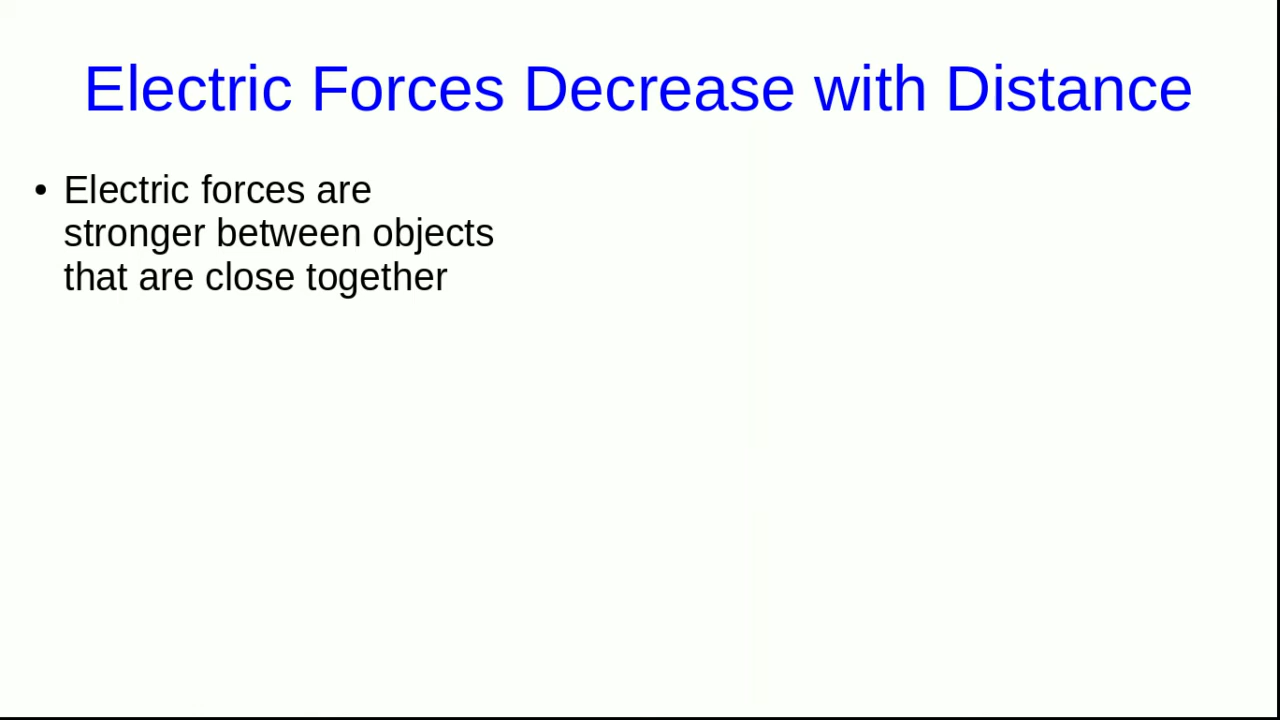 Electric Forces Decrease with Distance
• Electric forces are
stronger between objects
that are close together